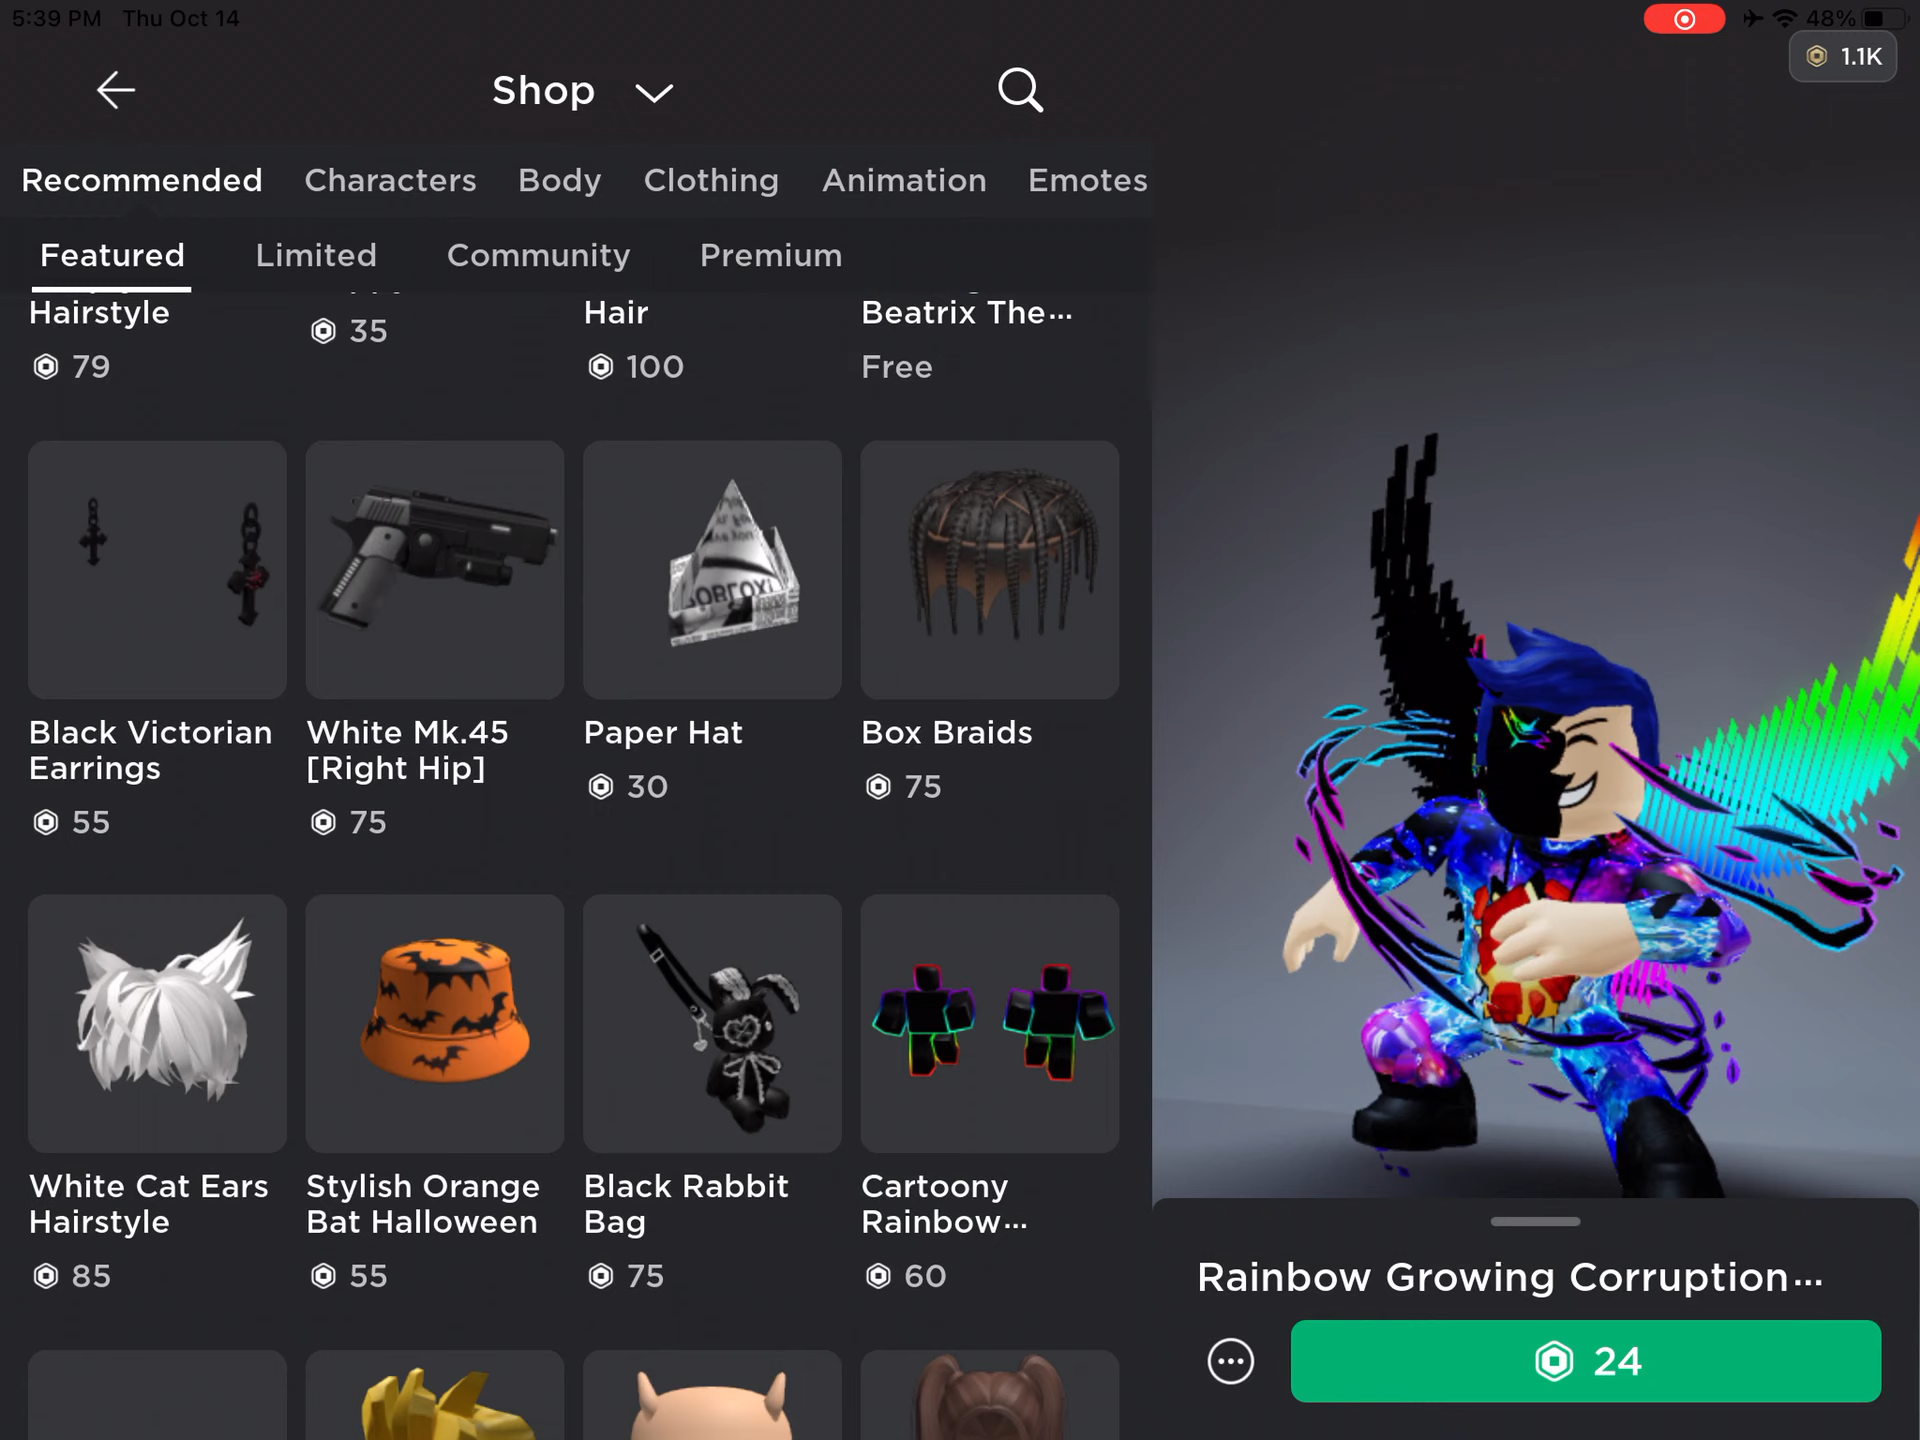 5:39 PM Thu Oct 14
48%
1.1K
Shop
Recommended Characters Body Clothing Animation Emotes
Featured Limited Community Premium
Hairstyle
79
35
Hair
100
Beatrix The...
Free
Black Victorian
Earrings
55
White Mk.45
[Right Hip]
75
Paper Hat
30
Box Braids
75
White Cat Ears
Hairstyle
85
Stylish Orange
Bat Halloween
55
Black Rabbit
Bag
75
Cartoony
Rainbow...
60
Rainbow Growing Corruption...
24